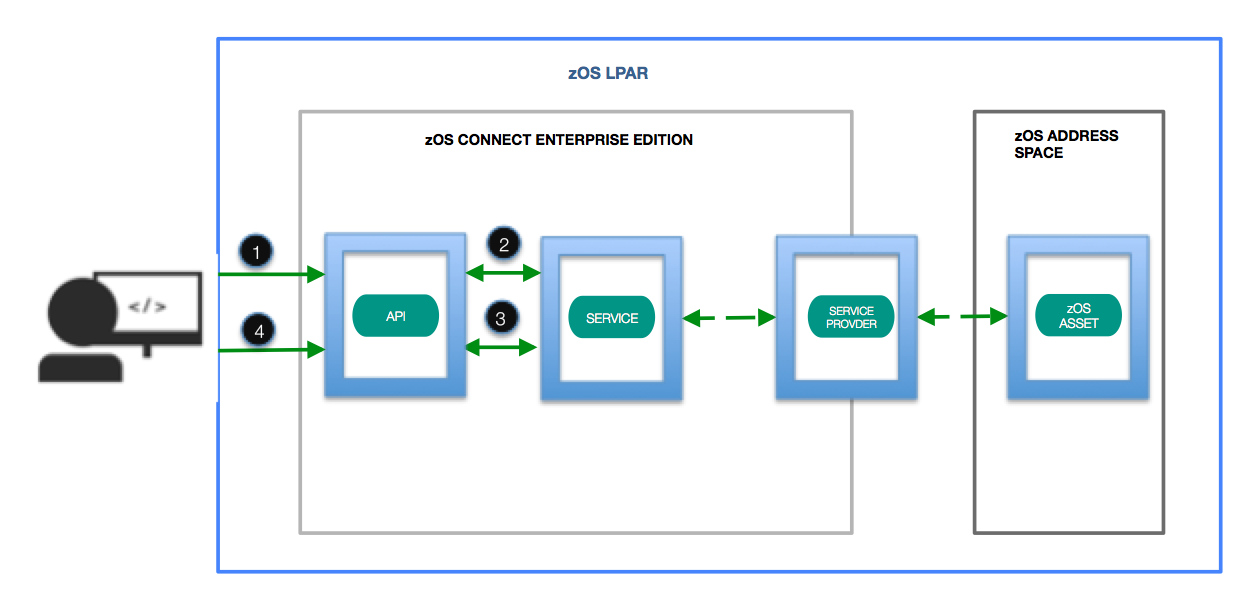 zOS LPAR
zOS CONNECT ENTERPRISE EDITION
zOS ADDRESS
SPACE
1
2
</>
API
SERVICE
SERVICE
PROVDER
zOS
ASSET
3
4